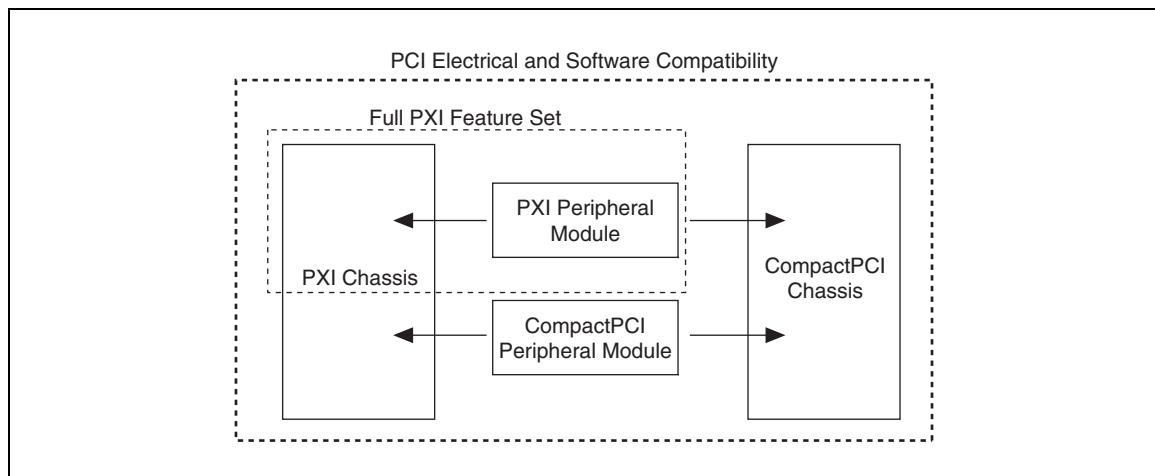 PCI Electrical and Software Compatibility
Full PXI Feature Set
PXI Peripheral
Module
PXI Chassis
CompactPCI
Chassis
CompactPCI
Peripheral Module